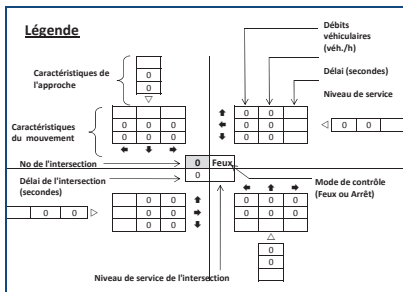 Légende
Débits
véhiculaires
(véh./h)
Délai (secondes)
Niveau de service
Caractéristiques de
l'approche
0
0
Caractéristiques
du mouvement
0 0 0
0 0 0
0 0
0 0
0 0
0 0
No de l'intersection
0 Feux
Délai de l'intersection
(secondes)
0
Mode de contrôle
(Feux ou Arrêt)
0 0
0 0
0 0
0 0
0 0 0
0 0 0
0
0
Niveau de service de l'intersection